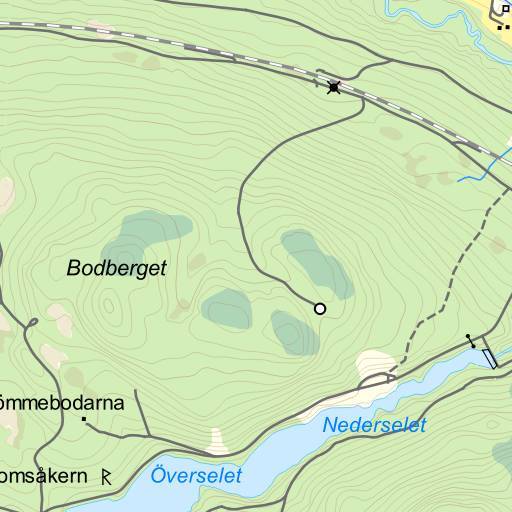 Bodberget
ömmebodarna
Nederselet
omsåkern R
Överselet